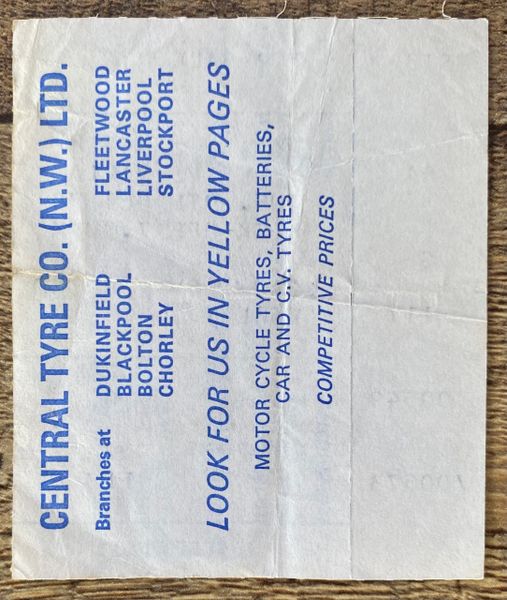 CENTRAL TYRE CO. (N.W.) LTD.
Branches at DUKINFIELD FLEETWOOD
BLACKPOOL LANCASTER
BOLTON LIVERPOOL
CHORLEY STOCKPORT
LOOK FOR US IN YELLOW PAGES
MOTOR CYCLE TYRES, BATTERIES,
CAR AND C.V. TYRES
COMPETITIVE PRICES